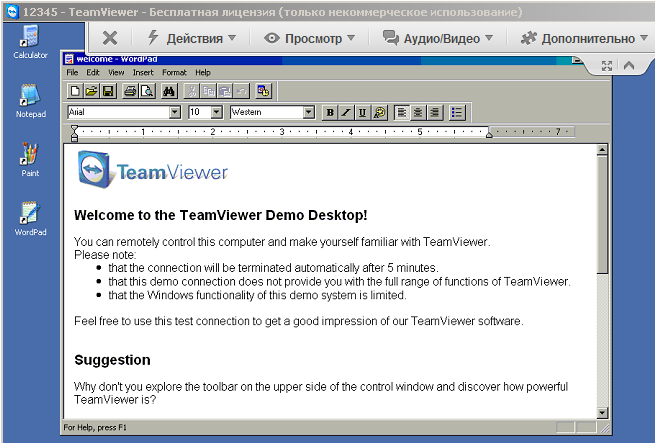 12345 - TeamViewer - Бесплатная лицензия (только некоммерческое использование)
Действия
Просмотр
Аудио/Видео
Дополнительно
Calculator
Notepad
Paint
WordPad
welcome - WordPad
File Edit View Insert Format Help
Arial 10 Western B I U
1 2 3 4 5 7
TeamViewer
Welcome to the TeamViewer Demo Desktop!
You can remotely control this computer and make yourself familiar with TeamViewer.
Please note:
• that the connection will be terminated automatically after 5 minutes.
• that this demo connection does not provide you with the full range of functions of TeamViewer.
• that the Windows functionality of this demo system is limited.
Feel free to use this test connection to get a good impression of our TeamViewer software.
Suggestion
Why don't you explore the toolbar on the upper side of the control window and discover how powerful
TeamViewer is?
For Help, press F1